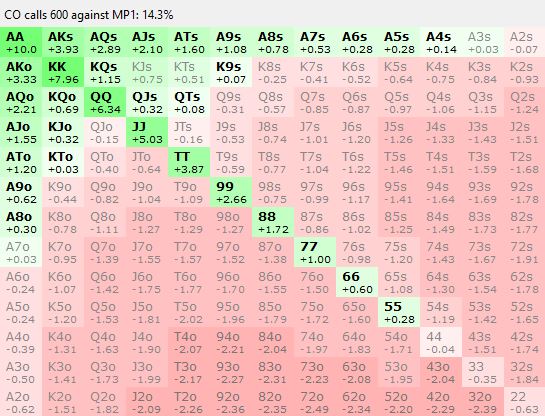 CO calls 600 against MP1: 14.3%
AA AKs AQs AJs ATs A9s A8s A7s A6s A5s A4s A3s A2s
+10.0 +3.93 +2.89 +2.10 +1.60 +1.08 +0.78 +0.53 +0.28 +0.28 +0.14 +0.03 -0.07
AKo KK KQs KJs KTs K9s K8s K7s K6s K5s K4s K3s K2s
+3.33 +7.96 +1.15 +0.75 +0.51 +0.07 -0.25 -0.41 -0.52 -0.64 -0.75 -0.84 -0.93
AQo KQo QQ QJs QTs Q9s Q8s Q7s Q6s Q5s Q4s Q3s Q2s
+2.21 +0.69 +6.34 +0.32 +0.08 -0.31 -0.57 -0.85 -0.87 -0.97 -1.06 -1.15 -1.24
AJo KJo QJo JJ JTs J9s J8s J7s J6s J5s J4s J3s J2s
+1.55 +0.32 -0.15 +5.03 -0.16 -0.53 -0.74 -1.01 -1.20 -1.26 -1.33 -1.43 -1.51
ATo KTo QTo JTo TT T9s T8s T7s T6s T5s T4s T3s T2s
+1.20 +0.03 -0.40 -0.64 +3.87 -0.59 -0.77 -1.04 -1.22 -1.46 -1.51 -1.59 -1.68
A9o K9o Q9o J9o T9o 99 98s 97s 96s 95s 94s 93s 92s
+0.62 -0.44 -0.82 -1.04 -1.09 +2.66 -0.75 -0.99 -1.17 -1.41 -1.64 -1.69 -1.78
A8o K8o Q8o J8o T8o 98o 88 87s 86s 85s 84s 83s 82s
+0.30 -0.78 -1.11 -1.27 -1.29 -1.27 +1.72 -0.86 -1.02 -1.25 -1.49 -1.73 -1.77
A7o K7o Q7o J7o T7o 97o 87o 77 76s 75s 74s 73s 72s
+0.03 -0.95 -1.39 -1.55 -1.57 -1.52 -1.38 +1.00 -0.98 -1.20 -1.43 -1.67 -1.91
A6o K6o Q6o J6o T6o 96o 86o 76o 66 65s 64s 63s 62s
-0.24 -1.07 -1.42 -1.75 -1.77 -1.70 -1.55 -1.50 +0.60 -1.08 -1.30 -1.54 -1.78
A5o K5o Q5o J5o T5o 95o 85o 75o 65o 55 54s 53s 52s
-0.24 -1.20 -1.53 -1.81 -2.02 -1.96 -1.79 -1.72 -1.60 +0.28 -1.19 -1.42 -1.65
A4o K4o Q4o J4o T4o 94o 84o 74o 64o 54o 44 43s 42s
-0.39 -1.31 -1.63 -1.90 -2.07 -2.21 -2.04 -1.97 -1.83 -1.71 -0.04 -1.51 -1.74
A3o K3o Q3o J3o T3o 93o 83o 73o 63o 53o 43o 33 32s
-0.50 -1.41 -1.73 -1.99 -2.17 -2.27 -2.31 -2.23 -2.08 -1.95 -2.04 -0.35 -1.84
A2o K2o Q2o J2o T2o 92o 82o 72o 62o 52o 42o 32o 22
-0.62 -1.51 -1.82 -2.09 -2.26 -2.36 -2.35 -2.49 -2.34 -2.20 -2.29 -2.39 -0.63